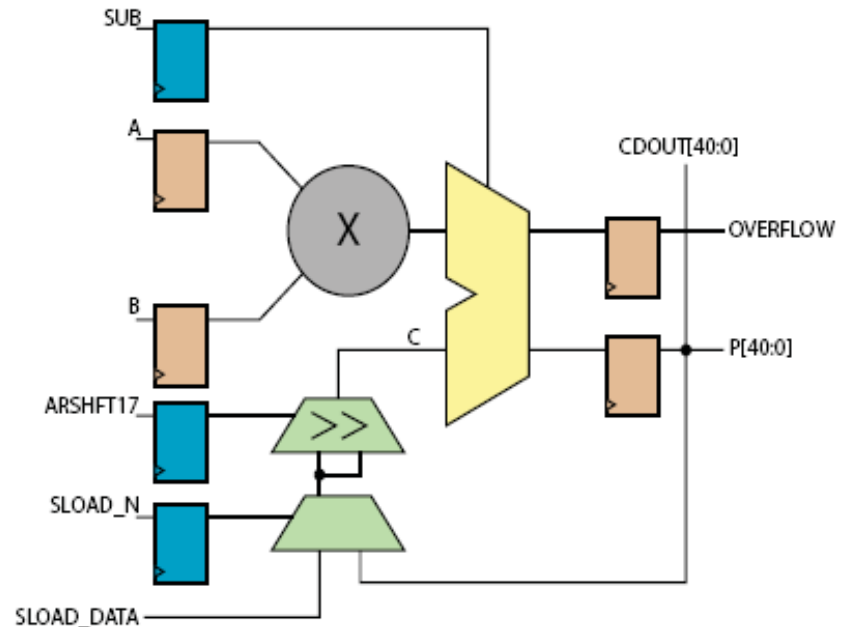 SUB
A
CDOUT[40:0]
X
OVERFLOW
B
C
P[40:0]
ARSHFT17
>>
SLOAD_N
SLOAD_DATA